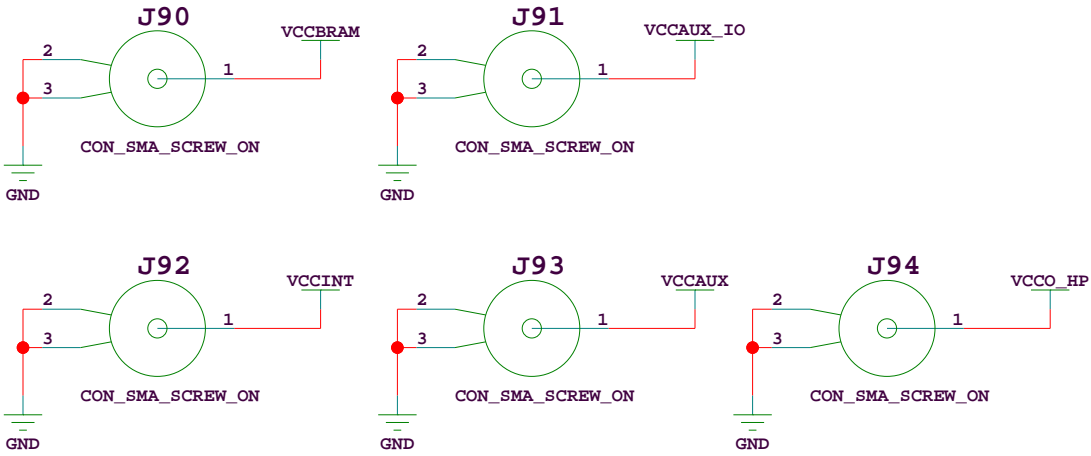 J90
VCCBRAM
2
1
3
CON_SMA_SCREW_ON
GND
J91
VCCAUX_IO
2
1
3
CON_SMA_SCREW_ON
GND
J92
VCCINT
2
1
3
CON_SMA_SCREW_ON
GND
J93
VCCAUX
2
1
3
CON_SMA_SCREW_ON
GND
J94
VCCO_HP
2
1
3
CON_SMA_SCREW_ON
GND